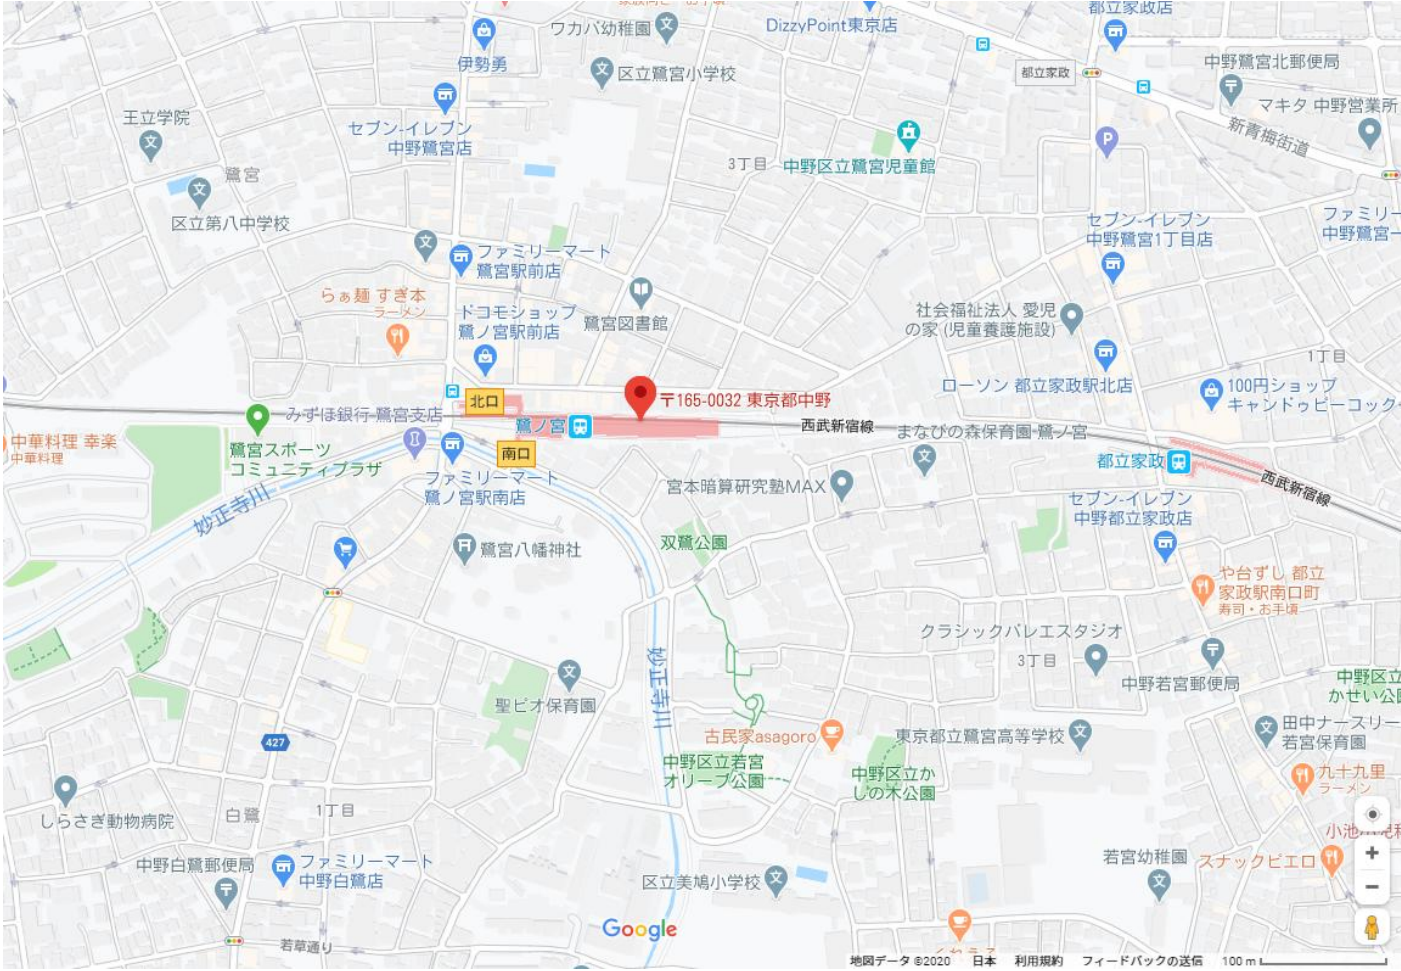 ワカバ幼稚園
DizzyPoint東京店
都立家政店
伊勢勇
区立鷺宮小学校
都立家政
中野鷺宮北郵便局
マキタ 中野営業所
新青梅街道
王立学院
セブン-イレブン
中野鷺宮店
3丁目
中野区立鷺宮児童館
P
鷺宮
区立第八中学校
セブン-イレブン
中野鷺宮1丁目店
ファミリー
中野鷺宮一
ファミリーマート
鷺宮駅前店
らぁ麺 すぎ本
ラーメン
ドコモショップ
鷺ノ宮駅前店
鷺宮図書館
社会福祉法人 愛児
の家 (児童養護施設)
1丁目
ローソン 都立家政駅北店
100円ショップ
キャンドゥピーコック
北口
〒165-0032 東京都中野
みずほ銀行 鷺宮支店
鷺ノ宮
西武新宿線
まなびの森保育園 鷺ノ宮
中華料理 幸楽
中華料理
鷺宮スポーツ
コミュニティプラザ
南口
都立家政
西武新宿線
ファミリーマート
鷺ノ宮駅南店
宮本暗算研究塾MAX
セブン-イレブン
中野都立家政店
妙正寺川
双鷺公園
鷺宮八幡神社
や台ずし 都立
家政駅南口町
寿司・お手頃
クラシックバレエスタジオ
3丁目
中野若宮郵便局
中野区立
かせい公園
妙正寺川
聖ピオ保育園
古民家asagoro
東京都立鷺宮高等学校
田中ナースリー
若宮保育園
427
中野区立若宮
オリーブ公園
中野区立か
しの木公園
九十九里
ラーメン
しらさぎ動物病院
白鷺
1丁目
中野白鷺郵便局
ファミリーマート
中野白鷺店
区立美鳩小学校
若宮幼稚園
スナックピエロ
Google
若草通り
地図データ ©2020 日本 利用規約 フィードバックの送信 100 m